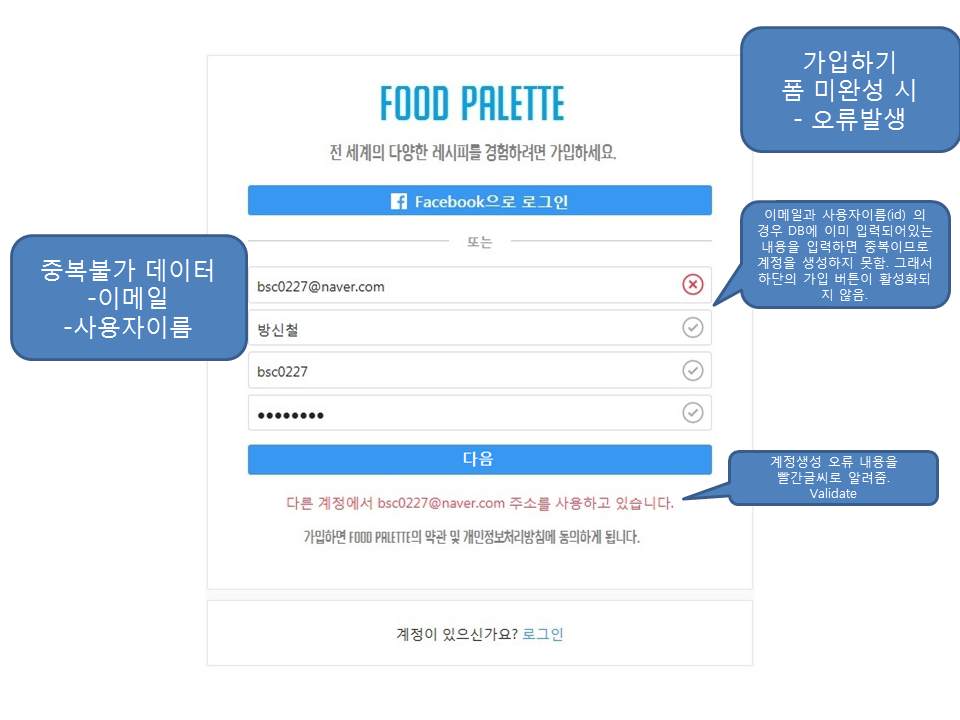 가입하기
폼 미완성 시
- 오류발생
FOOD PALETTE
전 세계의 다양한 레시피를 경험하려면 가입하세요.
Facebook으로 로그인
또는
이메일과 사용자이름(id) 의
경우 DB에 이미 입력되어있는
내용을 입력하면 중복이므로
계정을 생성하지 못함. 그래서
하단의 가입 버튼이 활성화되
지 않음.
중복불가 데이터
-이메일
-사용자이름
bsc0227@naver.com
방신철
bsc0227
●●●●●●●●
다음
계정생성 오류 내용을
빨간글씨로 알려줌.
Validate
다른 계정에서 bsc0227@naver.com 주소를 사용하고 있습니다.
가입하면 FOOD PALETTE의 약관 및 개인정보처리방침에 동의하게 됩니다.
계정이 있으신가요? 로그인